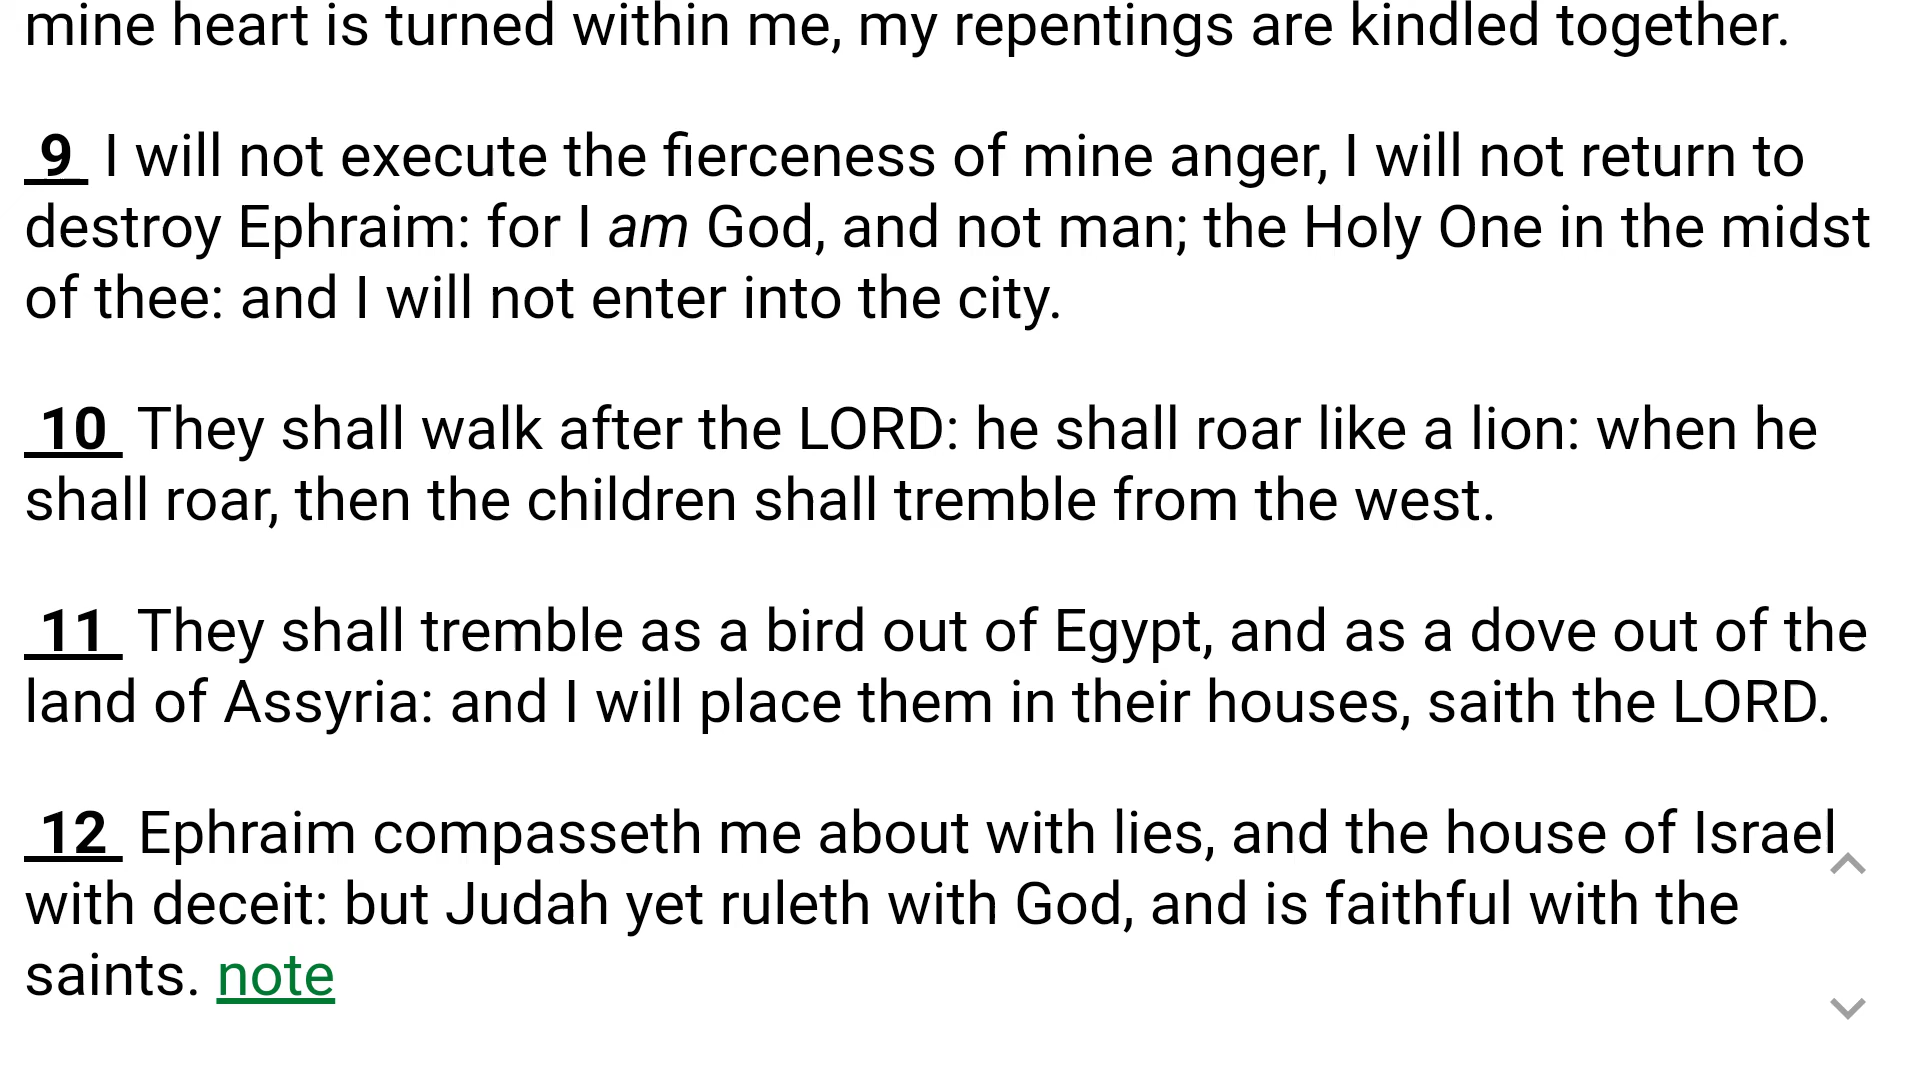 mine heart is turned within me, my repentings are kindled together.
9 I will not execute the fierceness of mine anger, I will not return to
destroy Ephraim: for I am God, and not man; the Holy One in the midst
of thee: and I will not enter into the city.
10 They shall walk after the LORD: he shall roar like a lion: when he
shall roar, then the children shall tremble from the west.
11 They shall tremble as a bird out of Egypt, and as a dove out of the
land of Assyria: and I will place them in their houses, saith the LORD.
12 Ephraim compasseth me about with lies, and the house of Israel
with deceit: but Judah yet ruleth with God, and is faithful with the
saints. note